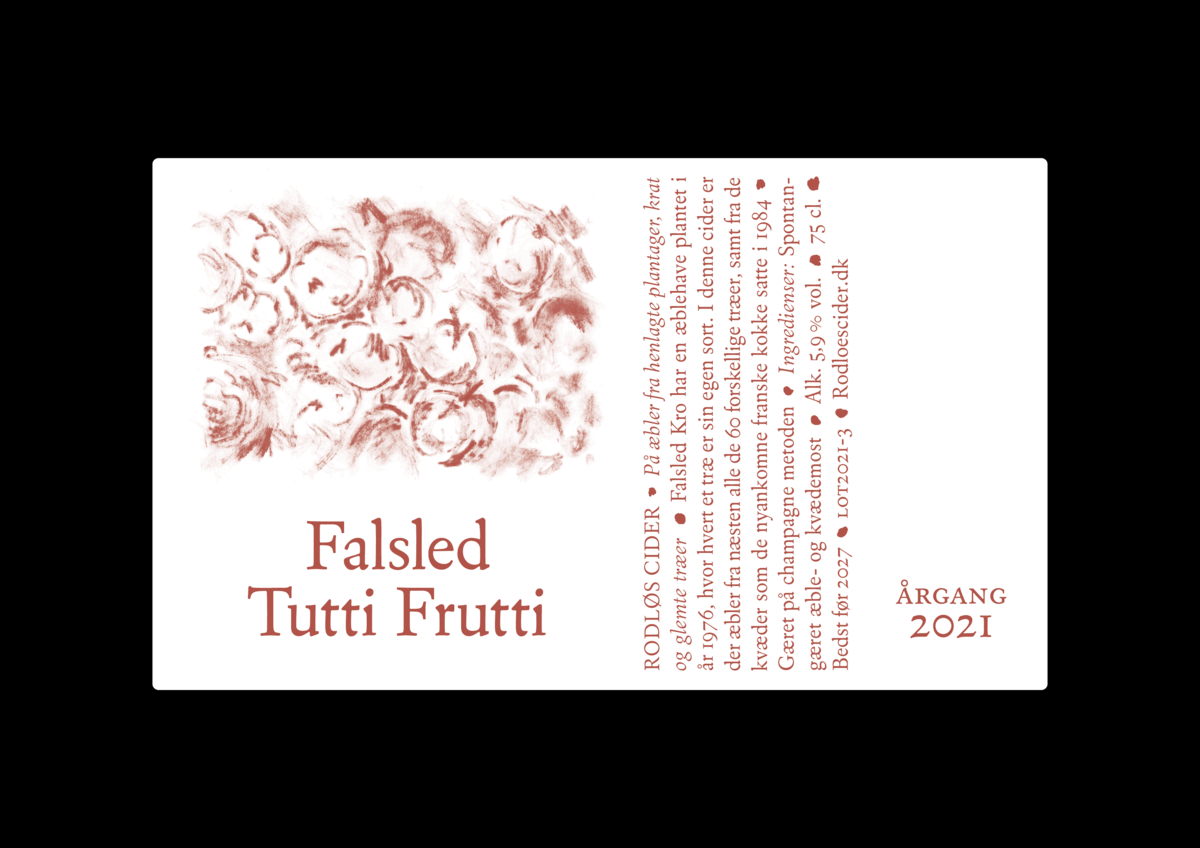 Falsled
Tutti Frutti
RODLØS CIDER • På æbler fra henlagte plantager, krat
og glemte træer • Falsled Kro har en æblehave plantet i
år 1976, hvor hvert et træ er sin egen sort. I denne cider er
der æbler fra næsten alle de 60 forskellige træer, samt fra de
kvæder som de nyankomne franske kokke satte i 1984 •
Gæret på champagne metoden • Ingredienser: Spontan-
gæret æble- og kvædemost • Alk. 5,9 % vol. • 75 cl. •
Bedst før 2027 • LOT2021-3 • Rodloescider.dk
ÅRGANG
2021